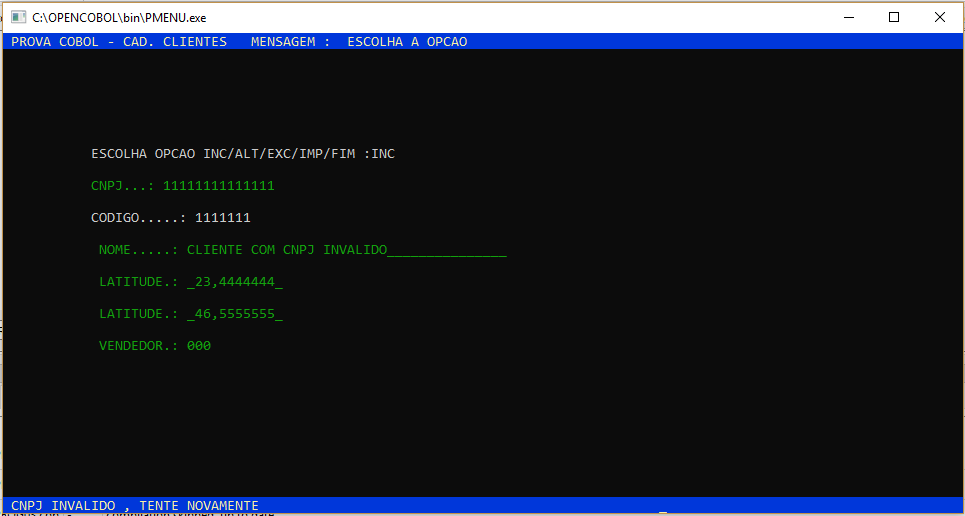 C:\OPENCOBOL\bin\PMENU.exe
PROVA COBOL - CAD. CLIENTES   MENSAGEM :  ESCOLHA A OPCAO
ESCOLHA OPCAO INC/ALT/EXC/IMP/FIM :INC
CNPJ...: 11111111111111
CODIGO.....: 1111111
NOME.....: CLIENTE COM CNPJ INVALIDO_______________
LATITUDE.: _23,4444444_
LATITUDE.: _46,5555555_
VENDEDOR.: 000
CNPJ INVALIDO , TENTE NOVAMENTE